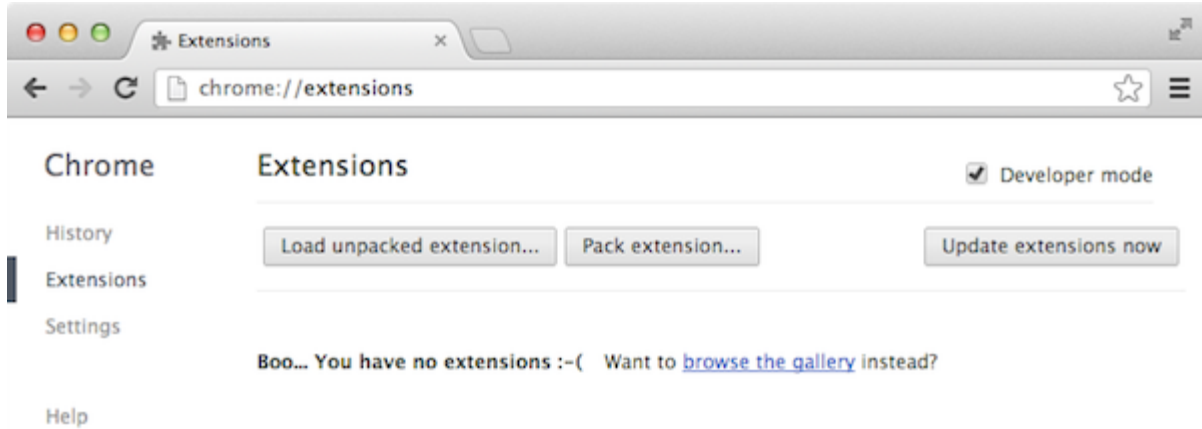 Extensions
chrome://extensions
Chrome
Extensions
Developer mode
History
Load unpacked extension...
Pack extension...
Update extensions now
Extensions
Settings
Boo... You have no extensions :-( Want to browse the gallery instead?
Help